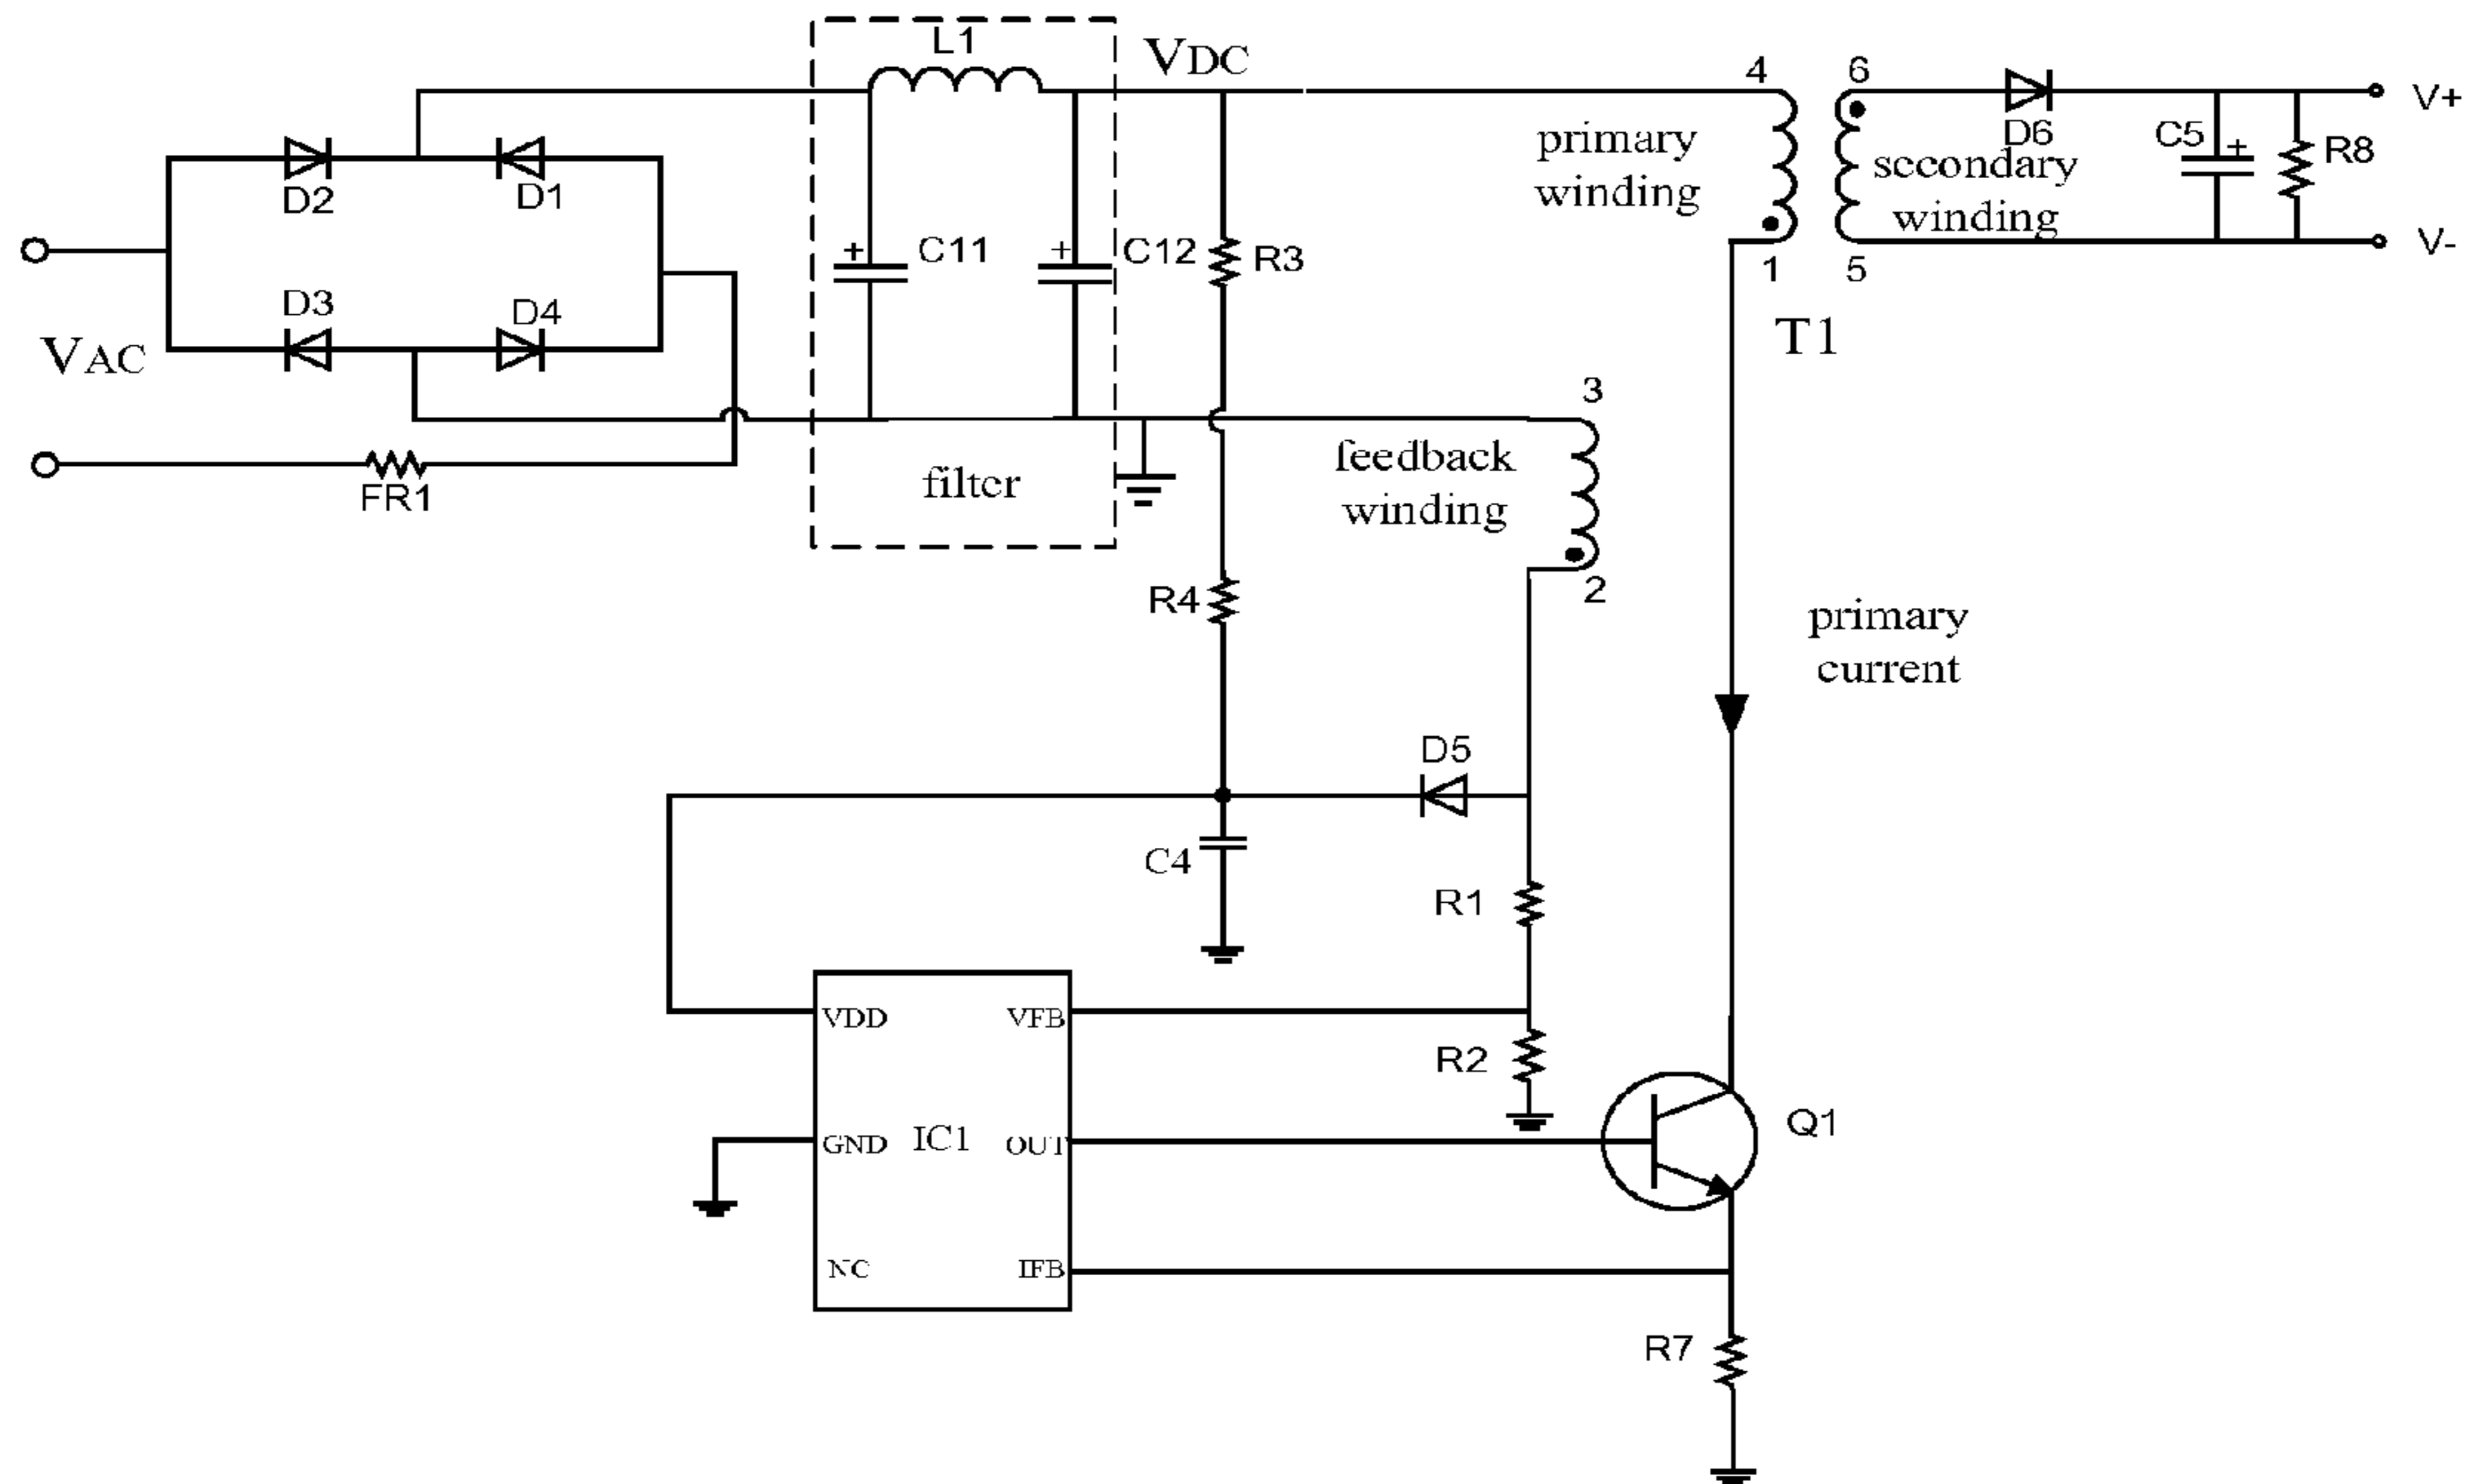 L1
VDC
4
6
V+
primary
winding
D6
secondary
winding
C5
+
R8
D2
D1
1
5
V-
+
C11
+
C12
R3
T1
D3
D4
VAC
3
filter
feedback
winding
FR1
2
R4
primary
current
D5
C4
R1
VDD
VFB
R2
GND
IC1
OUT
Q1
NC
IFB
R7